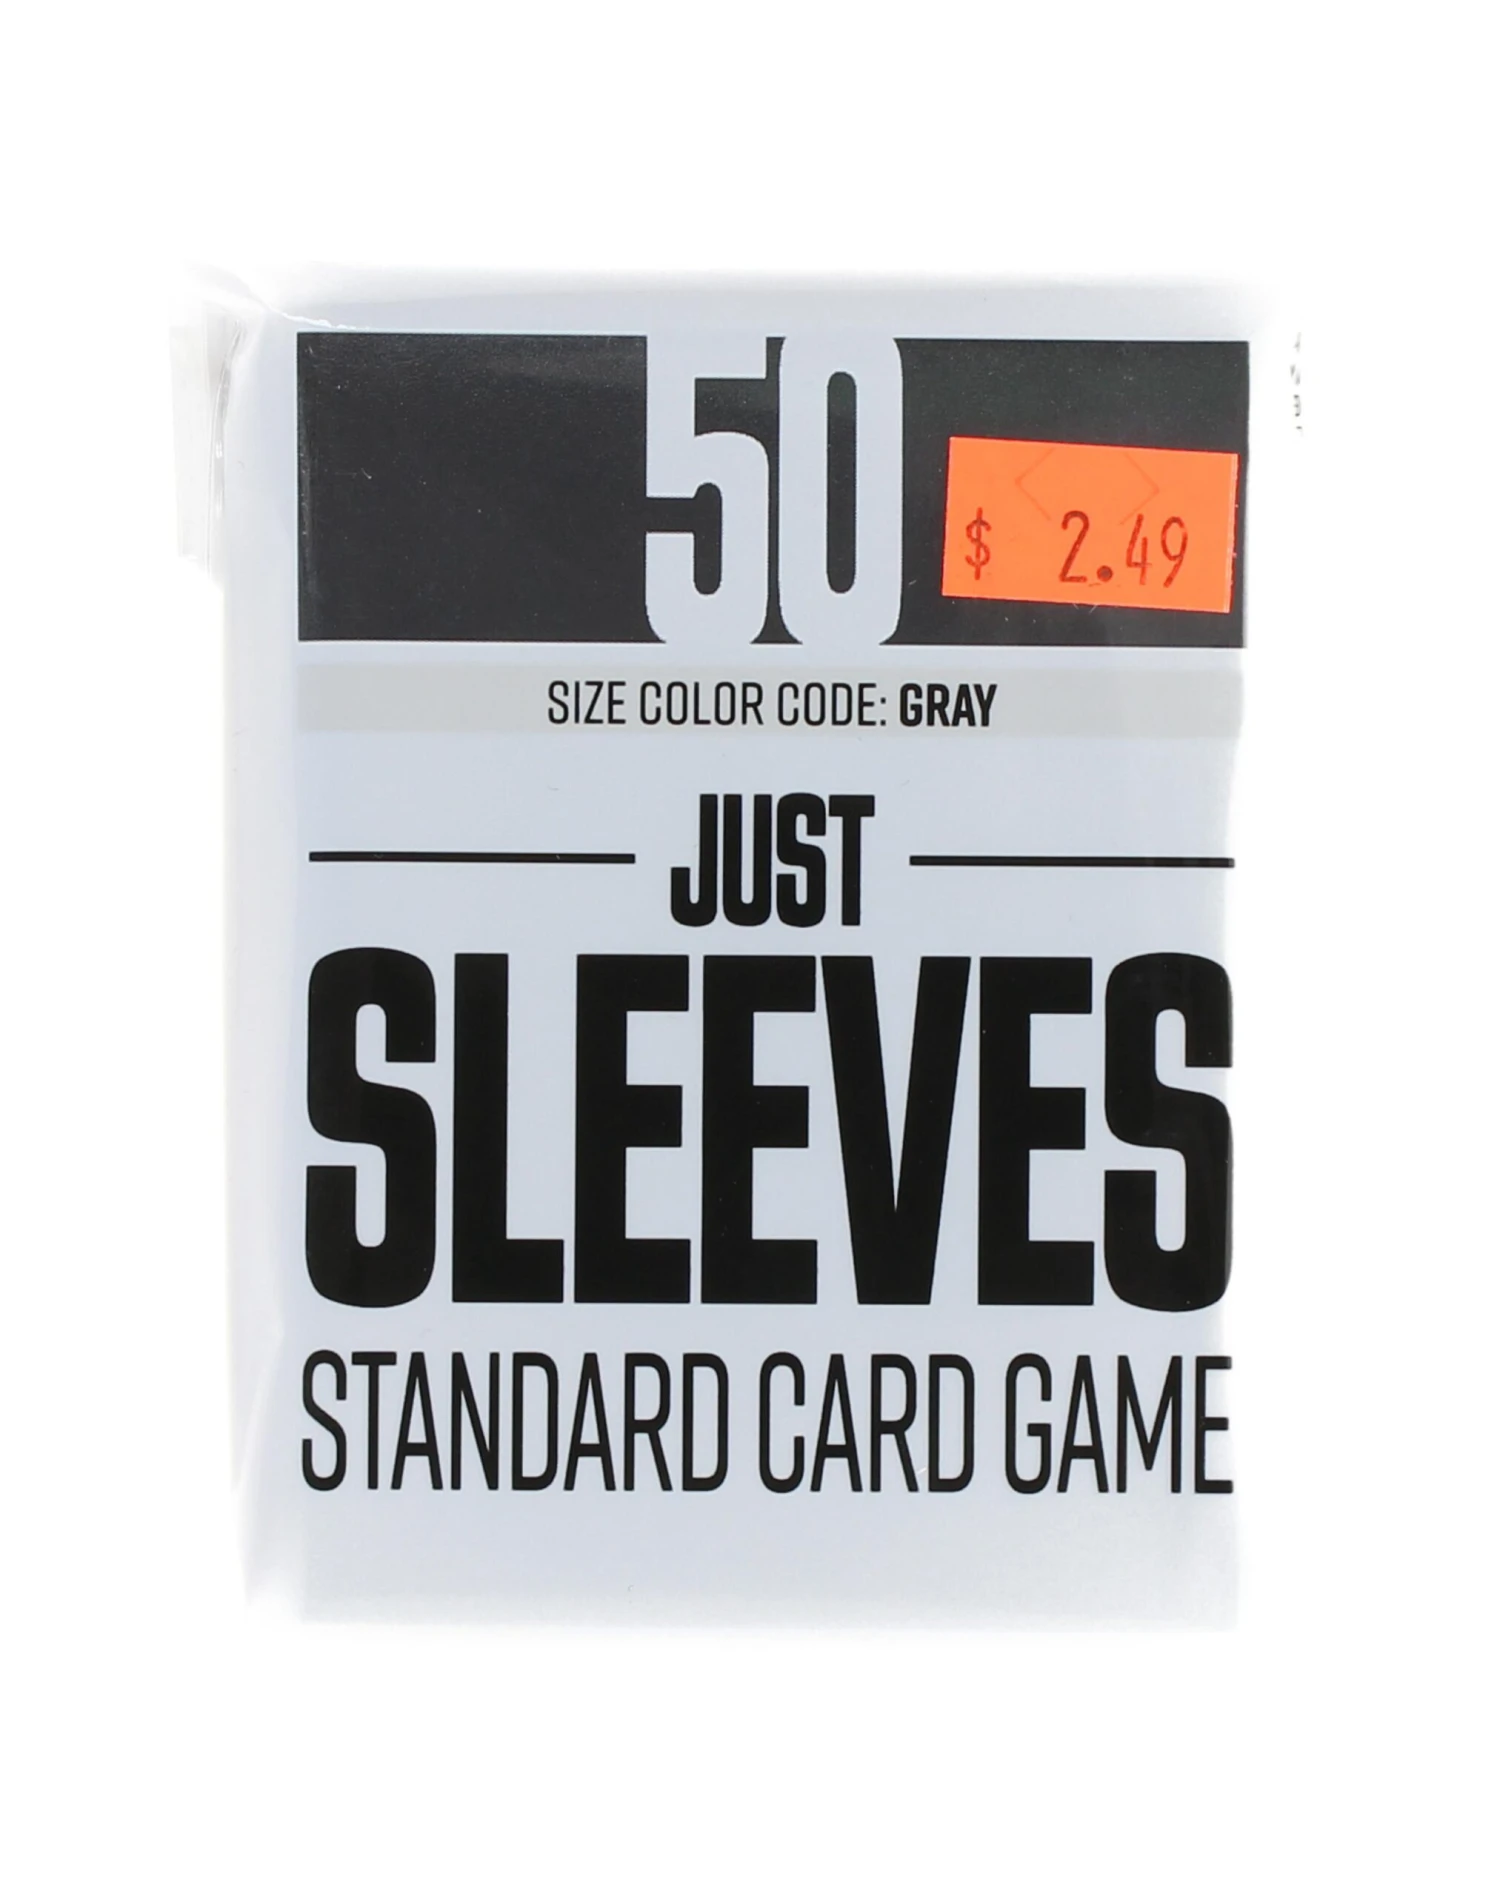 50
$ 2.49
SIZE COLOR CODE: GRAY
JUST
SLEEVES
STANDARD CARD GAME